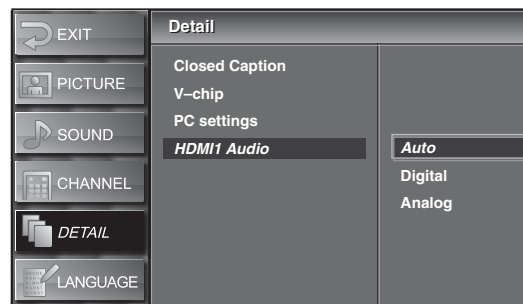 EXIT
PICTURE
SOUND
CHANNEL
DETAIL
LANGUAGE
Detail
Closed Caption
V–chip
PC settings
HDMI1 Audio
Auto
Digital
Analog